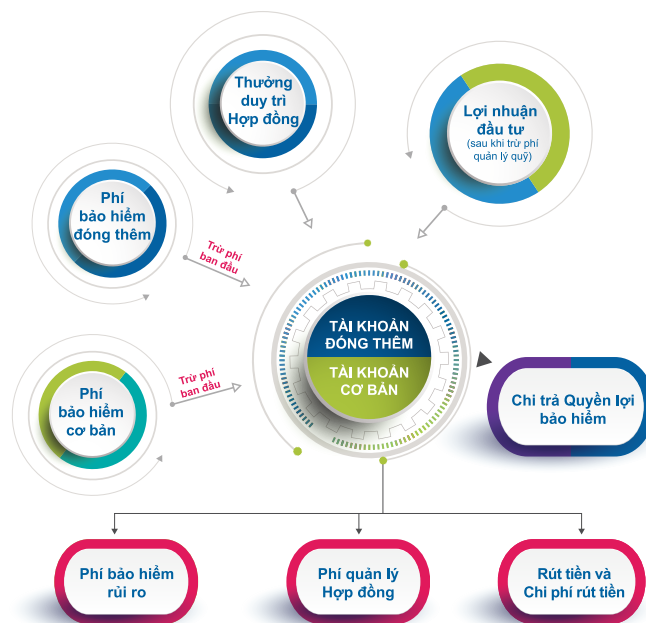 Thưởng
duy trì
Hợp đồng
Lợi nhuận
đầu tư
(sau khi trừ phí
quản lý quỹ)
Phí
bảo hiểm
đóng thêm
Trừ phí
ban đầu
TÀI KHOẢN
ĐÓNG THÊM
TÀI KHOẢN
CƠ BẢN
Phí
bảo hiểm
cơ bản
Trừ phí
ban đầu
Chi trả Quyền lợi
bảo hiểm
Phí bảo hiểm
rủi ro
Phí quản lý
Hợp đồng
Rút tiền và
Chi phí rút tiền